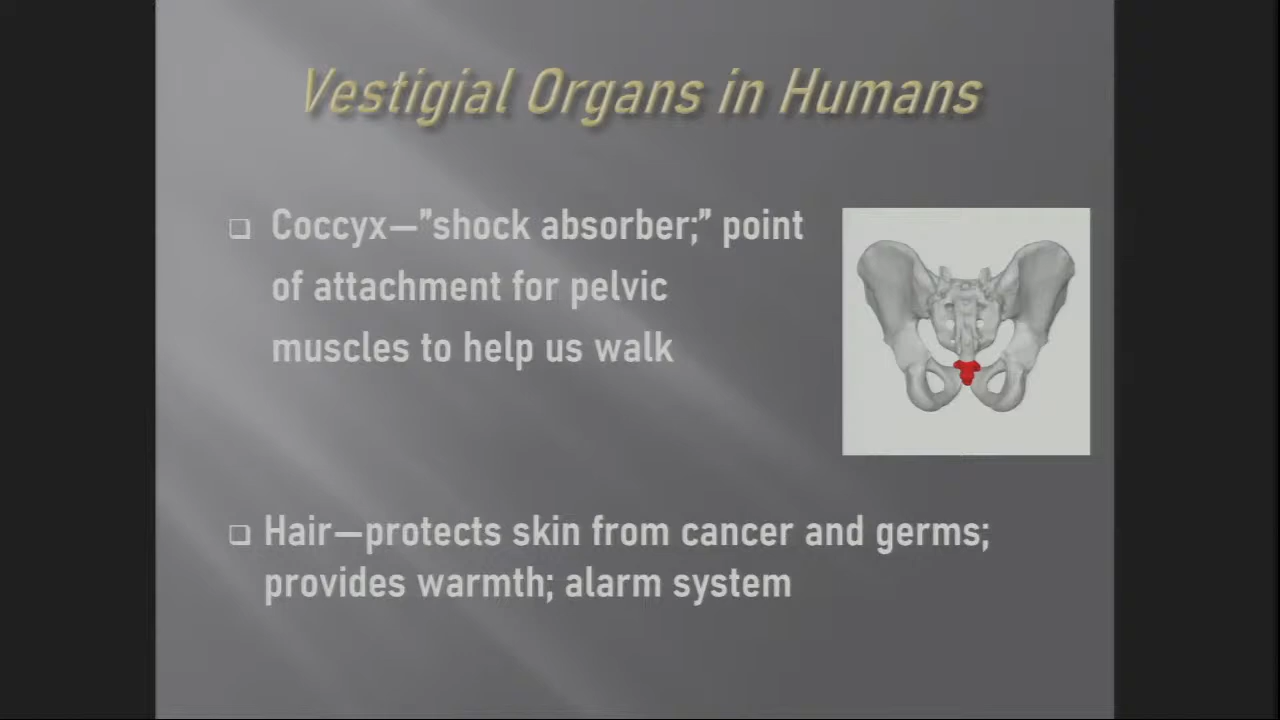 Vestigial Organs in Humans
Coccyx—"shock absorber;" point
of attachment for pelvic
muscles to help us walk
Hair—protects skin from cancer and germs;
provides warmth; alarm system